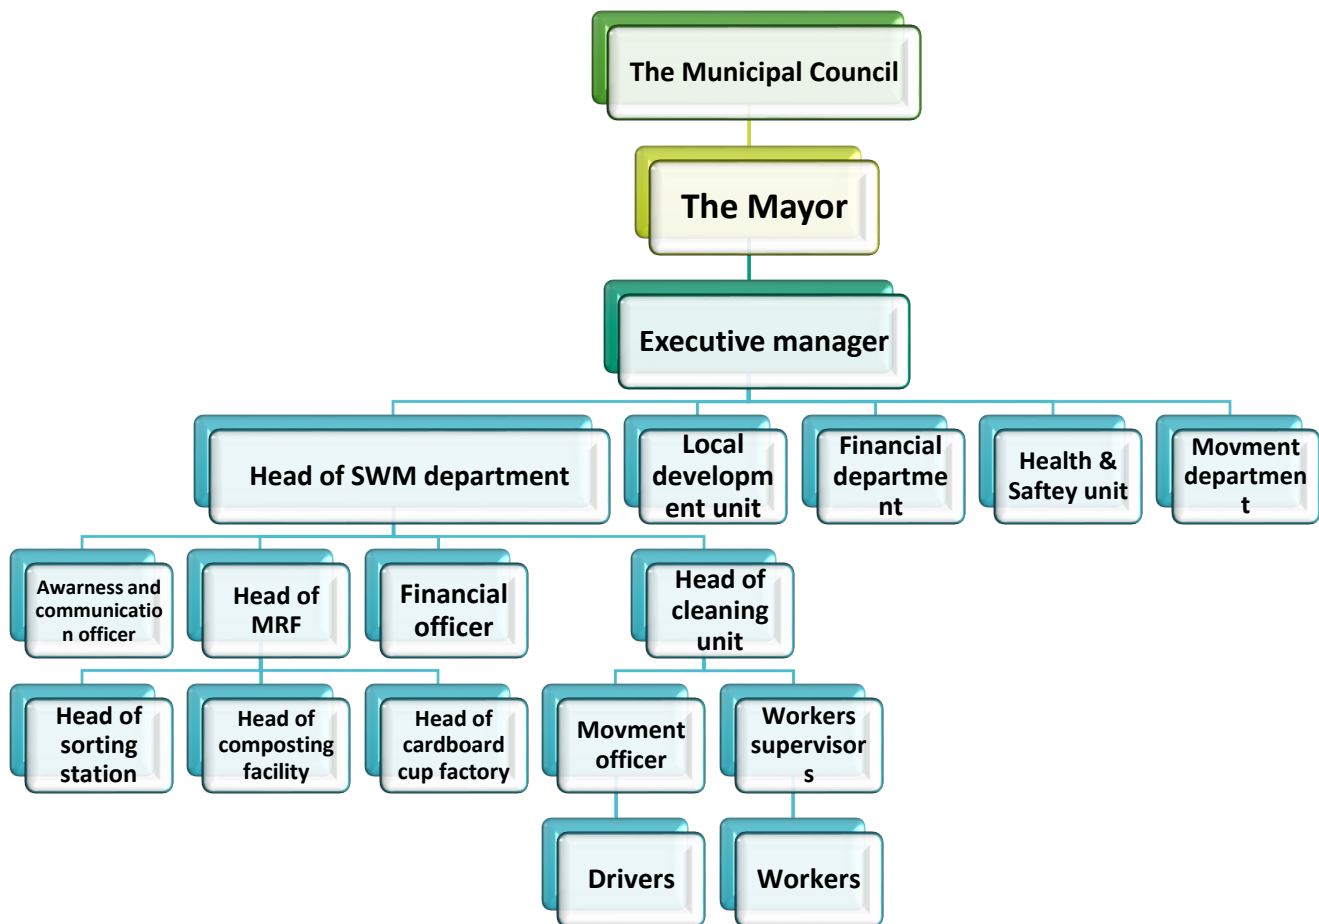 The Municipal Council
The Mayor
Executive manager
Head of SWM department
Local
developm
ent unit
Financial
departme
nt
Health &
Saftey unit
Movment
departmen
t
Awarness and
communicatio
n officer
Head of
MRF
Financial
officer
Head of
cleaning
unit
Head of
sorting
station
Head of
composting
facility
Head of
cardboard
cup factory
Movment
officer
Workers
supervisor
s
Drivers
Workers